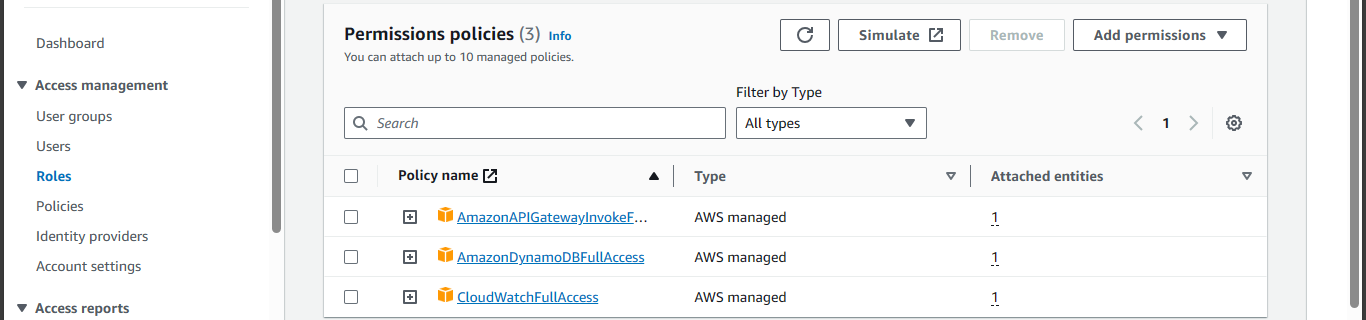 Dashboard
Access management
User groups
Users
Roles
Policies
Identity providers
Account settings
Access reports
Permissions policies (3) Info
You can attach up to 10 managed policies.
Simulate
Remove
Add permissions
Filter by Type
Search
All types
1
Policy name
Type
Attached entities
AmazonAPIGatewayInvokeF... AWS managed 1
AmazonDynamoDBFullAccess AWS managed 1
CloudWatchFullAccess AWS managed 1